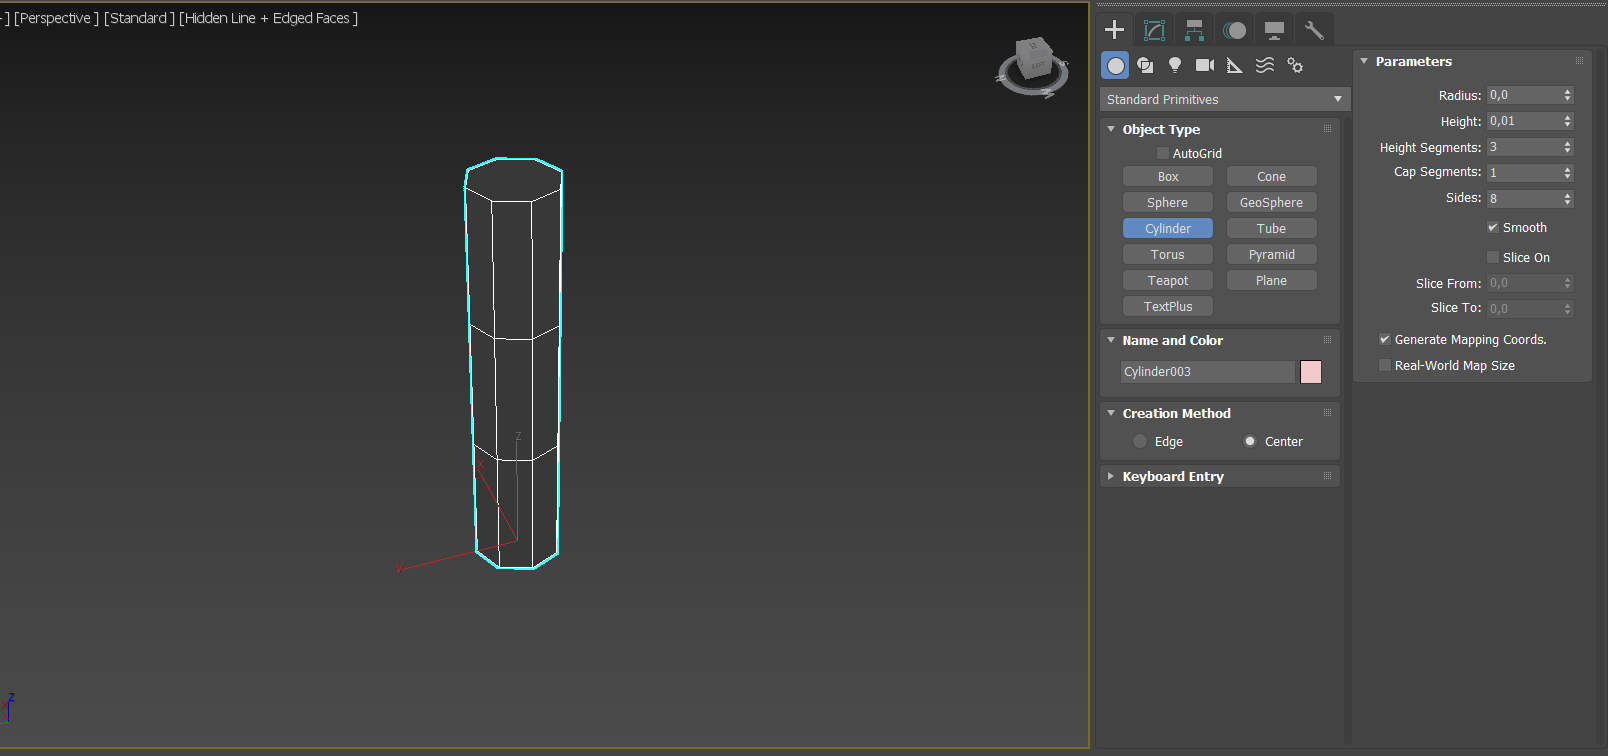 ] [Perspective ] [Standard ] [Hidden Line + Edged Faces ]
Standard Primitives
Object Type
AutoGrid
Box Cone
Sphere GeoSphere
Cylinder Tube
Torus Pyramid
Teapot Plane
TextPlus
Name and Color
Cylinder003
Creation Method
Edge Center
Keyboard Entry
Parameters
Radius: 0,0
Height: 0,01
Height Segments: 3
Cap Segments: 1
Sides: 8
Smooth
Slice On
Slice From: 0,0
Slice To: 0,0
Generate Mapping Coords.
Real-World Map Size
z
x
y
z